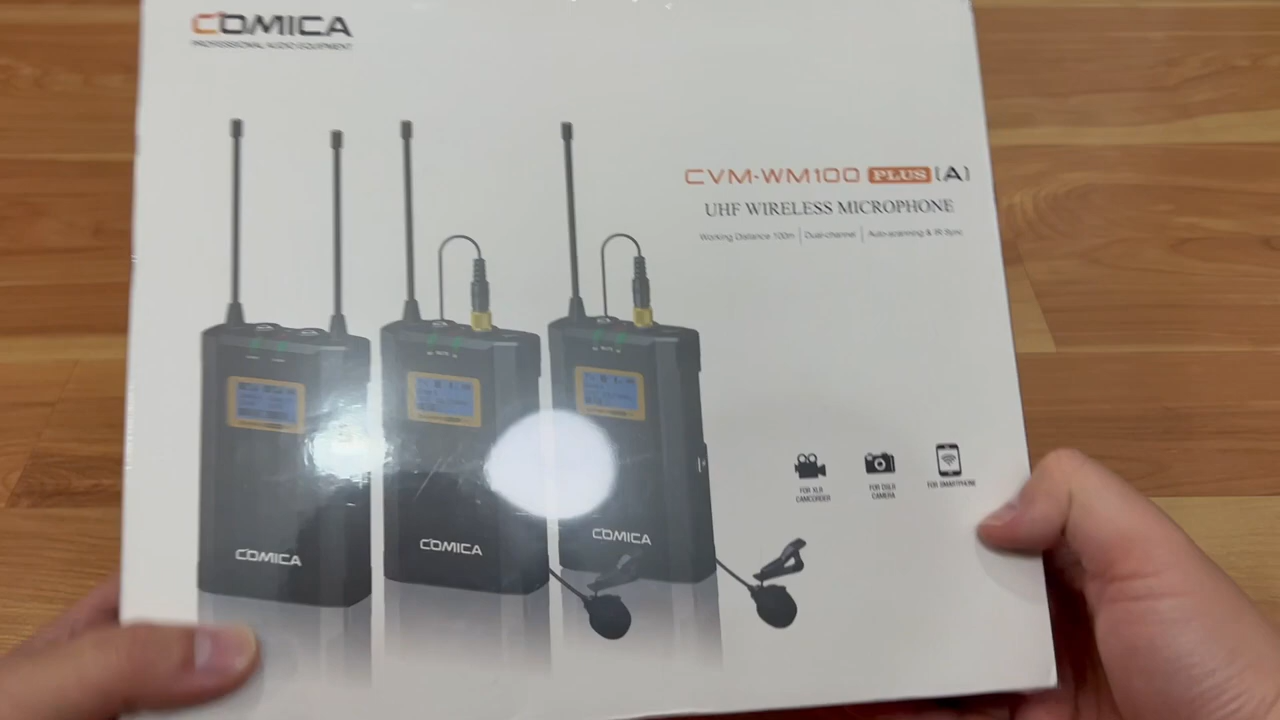 COMICA
PROFESSIONAL AUDIO EQUIPMENT
CVM-WM100 PLUS (A)
UHF WIRELESS MICROPHONE
Working Distance 100m | Dual-channel | Auto-scanning & IR Sync
FOR XLR CAMCORDER
FOR DSLR CAMERA
FOR SMARTPHONE
COMICA
COMICA
COMICA